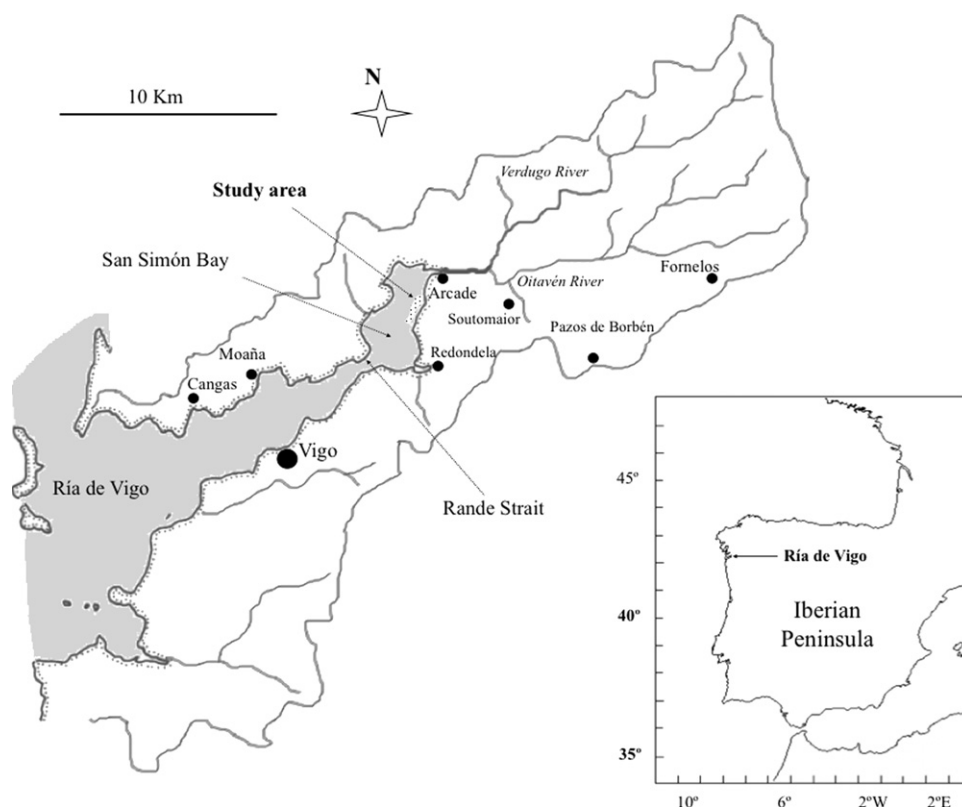 10 Km
N
Verdugo River
Study area
San Simón Bay
Fornelos
Oitavén River
Arcade
Soutomaior
Pazos de Borbén
Redondela
Moaña
Cangas
Vigo
Ría de Vigo
Rande Strait
45º
Ría de Vigo
40º
Iberian
Peninsula
35º
10º 6º 2ºW 2ºE